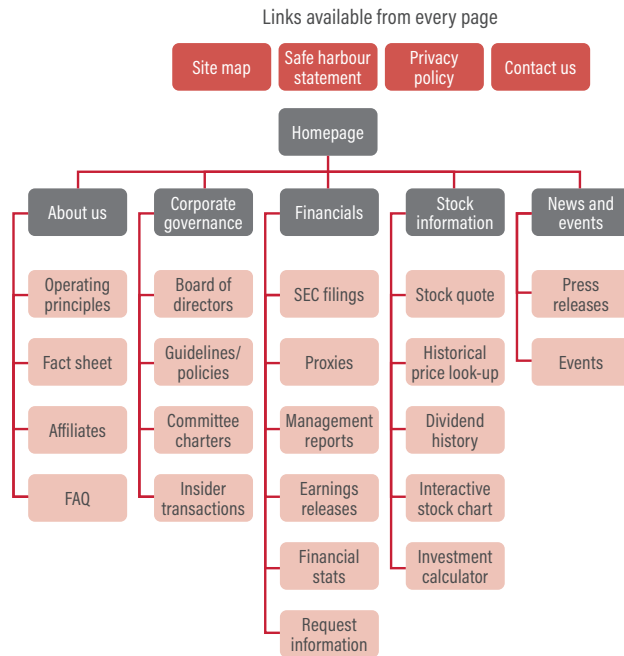 Links available from every page
Site map
Safe harbour
statement
Privacy
policy
Contact us
Homepage
About us
Corporate
governance
Financials
Stock
information
News and
events
Operating
principles
Board of
directors
SEC filings
Stock quote
Press
releases
Fact sheet
Guidelines/
policies
Proxies
Historical
price look-up
Events
Affiliates
Committee
charters
Management
reports
Dividend
history
FAQ
Insider
transactions
Earnings
releases
Interactive
stock chart
Financial
stats
Investment
calculator
Request
information